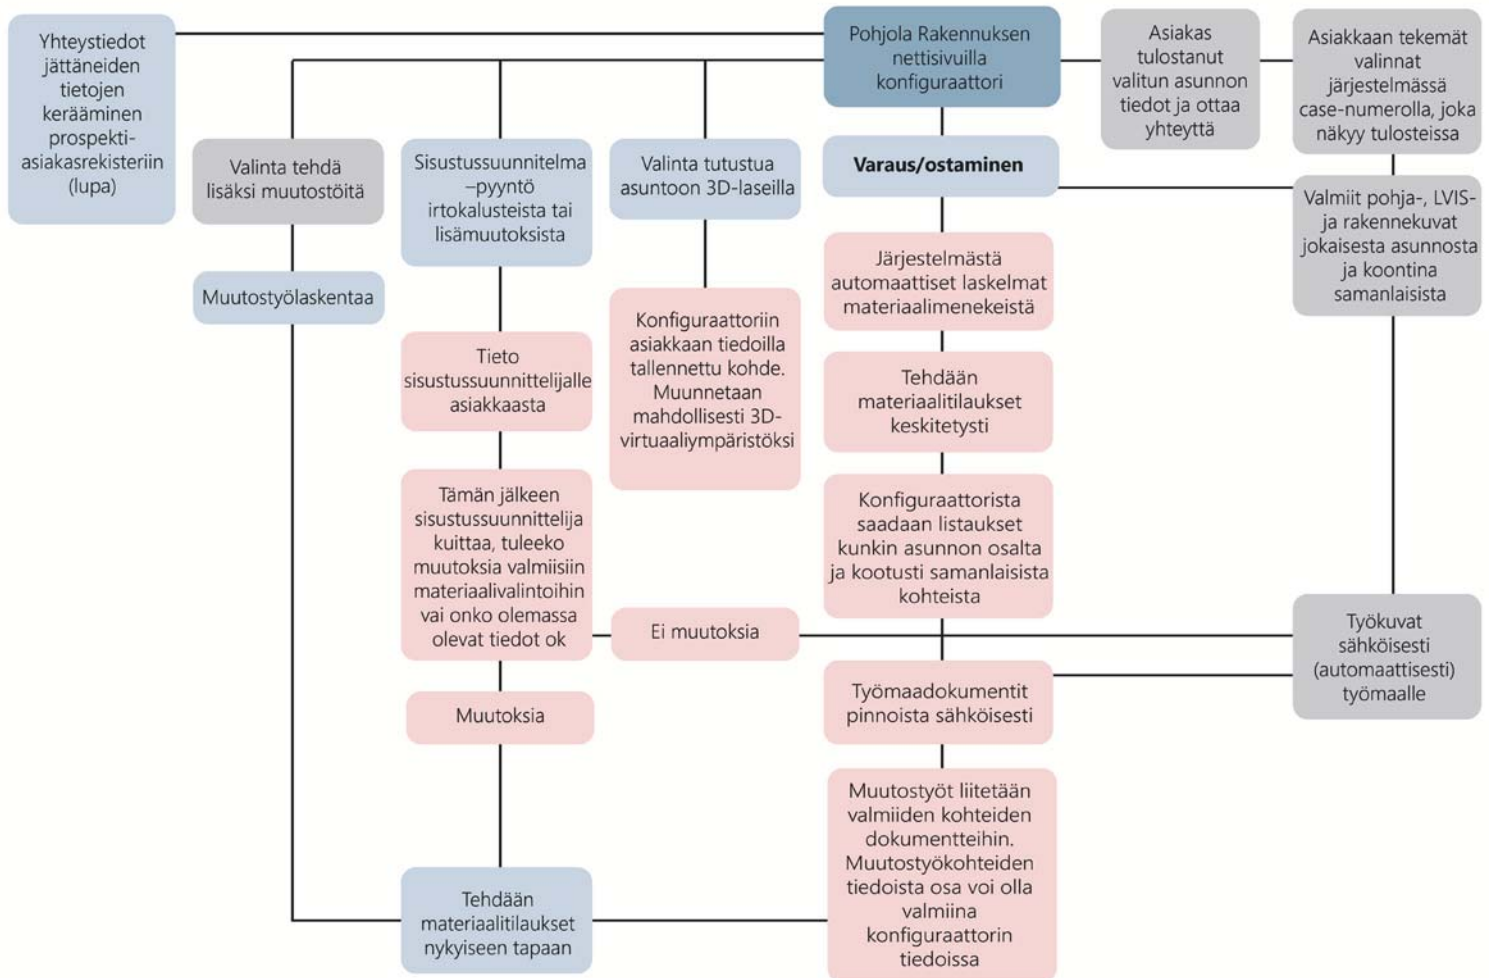 Yhteystiedot
jättäneiden
tietojen
kerääminen
prospekti-
asiakasrekisteriin
(lupa)
Pohjola Rakennuksen
nettisivuilla
konfiguraattori
Asiakas
tulostanut
valitun asunnon
tiedot ja ottaa
yhteyttä
Asiakkaan tekemät
valinnat
järjestelmässä
case-numerolla, joka
näkyy tulosteissa
Valinta tehdä
lisäksi muutostöitä
Sisustussuunnitelma
–pyyntö
irtokalusteista tai
lisämuutoksista
Valinta tutustua
asuntoon 3D-laseilla
Varaus/ostaminen
Valmiit pohja-, LVIS-
ja rakennekuvat
jokaisesta asunnosta
ja koontina
samanlaisista
Muutostyölaskentaa
Järjestelmästä
automaattiset laskelmat
materiaalimenekeistä
Konfiguraattoriin
asiakkaan tiedoilla
tallennettu kohde.
Muunnetaan
mahdollisesti 3D-
virtuaaliympäristöksi
Tieto
sisustussuunnittelijalle
asiakkaasta
Tehdään
materiaalitilaukset
keskitetysti
Tämän jälkeen
sisustussuunnittelija
kuittaa, tuleeko
muutoksia valmiisiin
materiaalivalintoihin
vai onko olemassa
olevat tiedot ok
Konfiguraattorista
saadaan listaukset
kunkin asunnon osalta
ja kootusti samanlaisista
kohteista
Ei muutoksia
Työkuvat
sähköisesti
(automaattisesti)
työmaalle
Muutoksia
Työmaadokumentit
pinnoista sähköisesti
Tehdään
materiaalitilaukset
nykyiseen tapaan
Muutostyöt liitetään
valmiiden kohteiden
dokumentteihin.
Muutostyökohteiden
tiedoista osa voi olla
valmiina
konfiguraattorin
tiedoissa